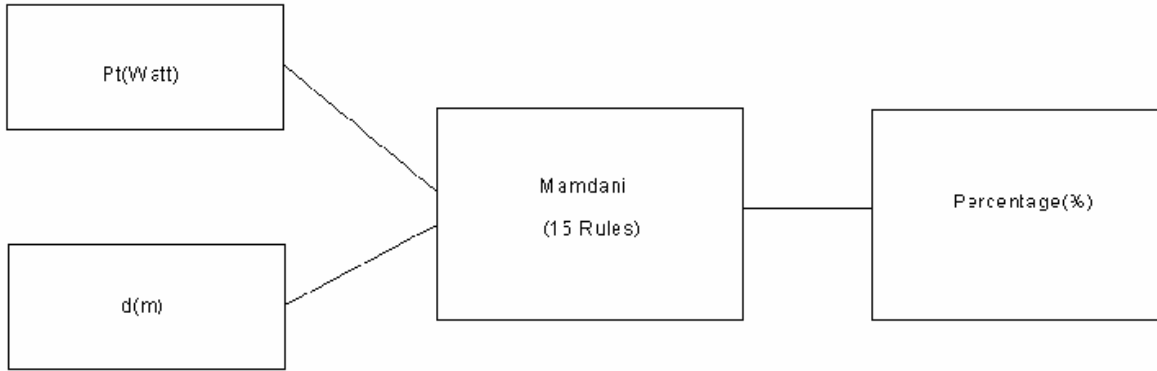 Pt(Watt)
d(m)
Mamdani
(15 Rules)
Percentage(%)